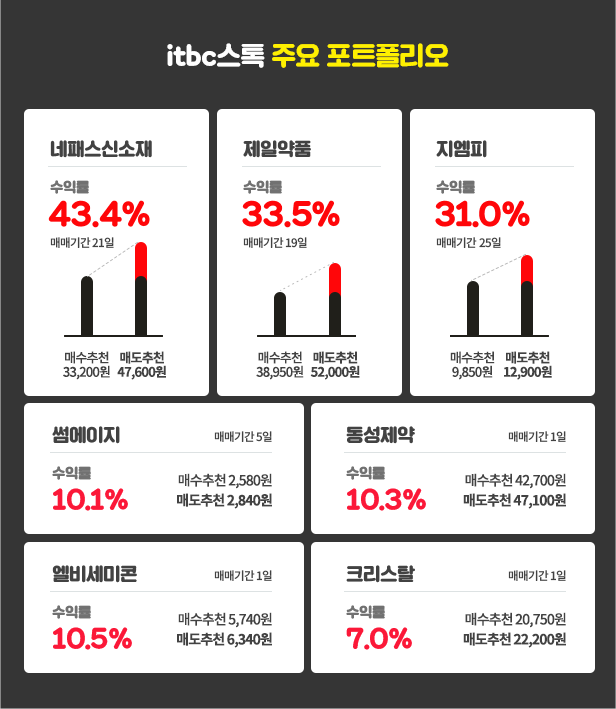 itbc스톡 주요 포트폴리오
네패스신소재
수익률
43.4%
매매기간 21일
매수추천 매도추천
33,200원 47,600원
제일약품
수익률
33.5%
매매기간 19일
매수추천 매도추천
38,950원 52,000원
지엠피
수익률
31.0%
매매기간 25일
매수추천 매도추천
9,850원 12,900원
썸에이지 매매기간 5일
수익률
10.1%
매수추천 2,580원
매도추천 2,840원
동성제약 매매기간 1일
수익률
10.3%
매수추천 42,700원
매도추천 47,100원
엘비세미콘 매매기간 1일
수익률
10.5%
매수추천 5,740원
매도추천 6,340원
크리스탈 매매기간 1일
수익률
7.0%
매수추천 20,750원
매도추천 22,200원